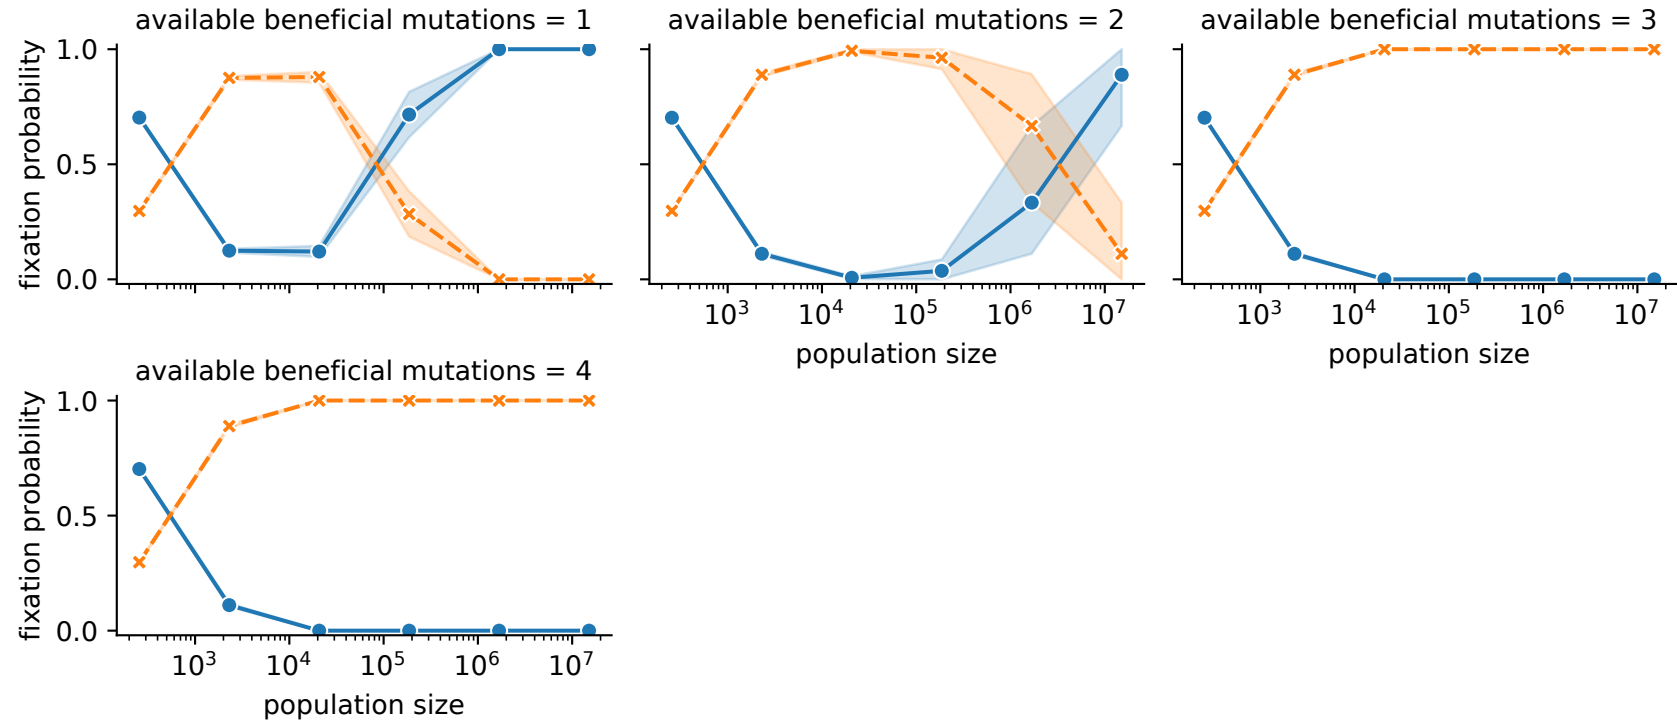 available beneficial mutations = 1
available beneficial mutations = 2
available beneficial mutations = 3
fixation probability
1.0
0.5
0.0
10³ 10⁴ 10⁵ 10⁶ 10⁷
population size
10³ 10⁴ 10⁵ 10⁶ 10⁷
population size
available beneficial mutations = 4
fixation probability
1.0
0.5
0.0
10³ 10⁴ 10⁵ 10⁶ 10⁷
population size